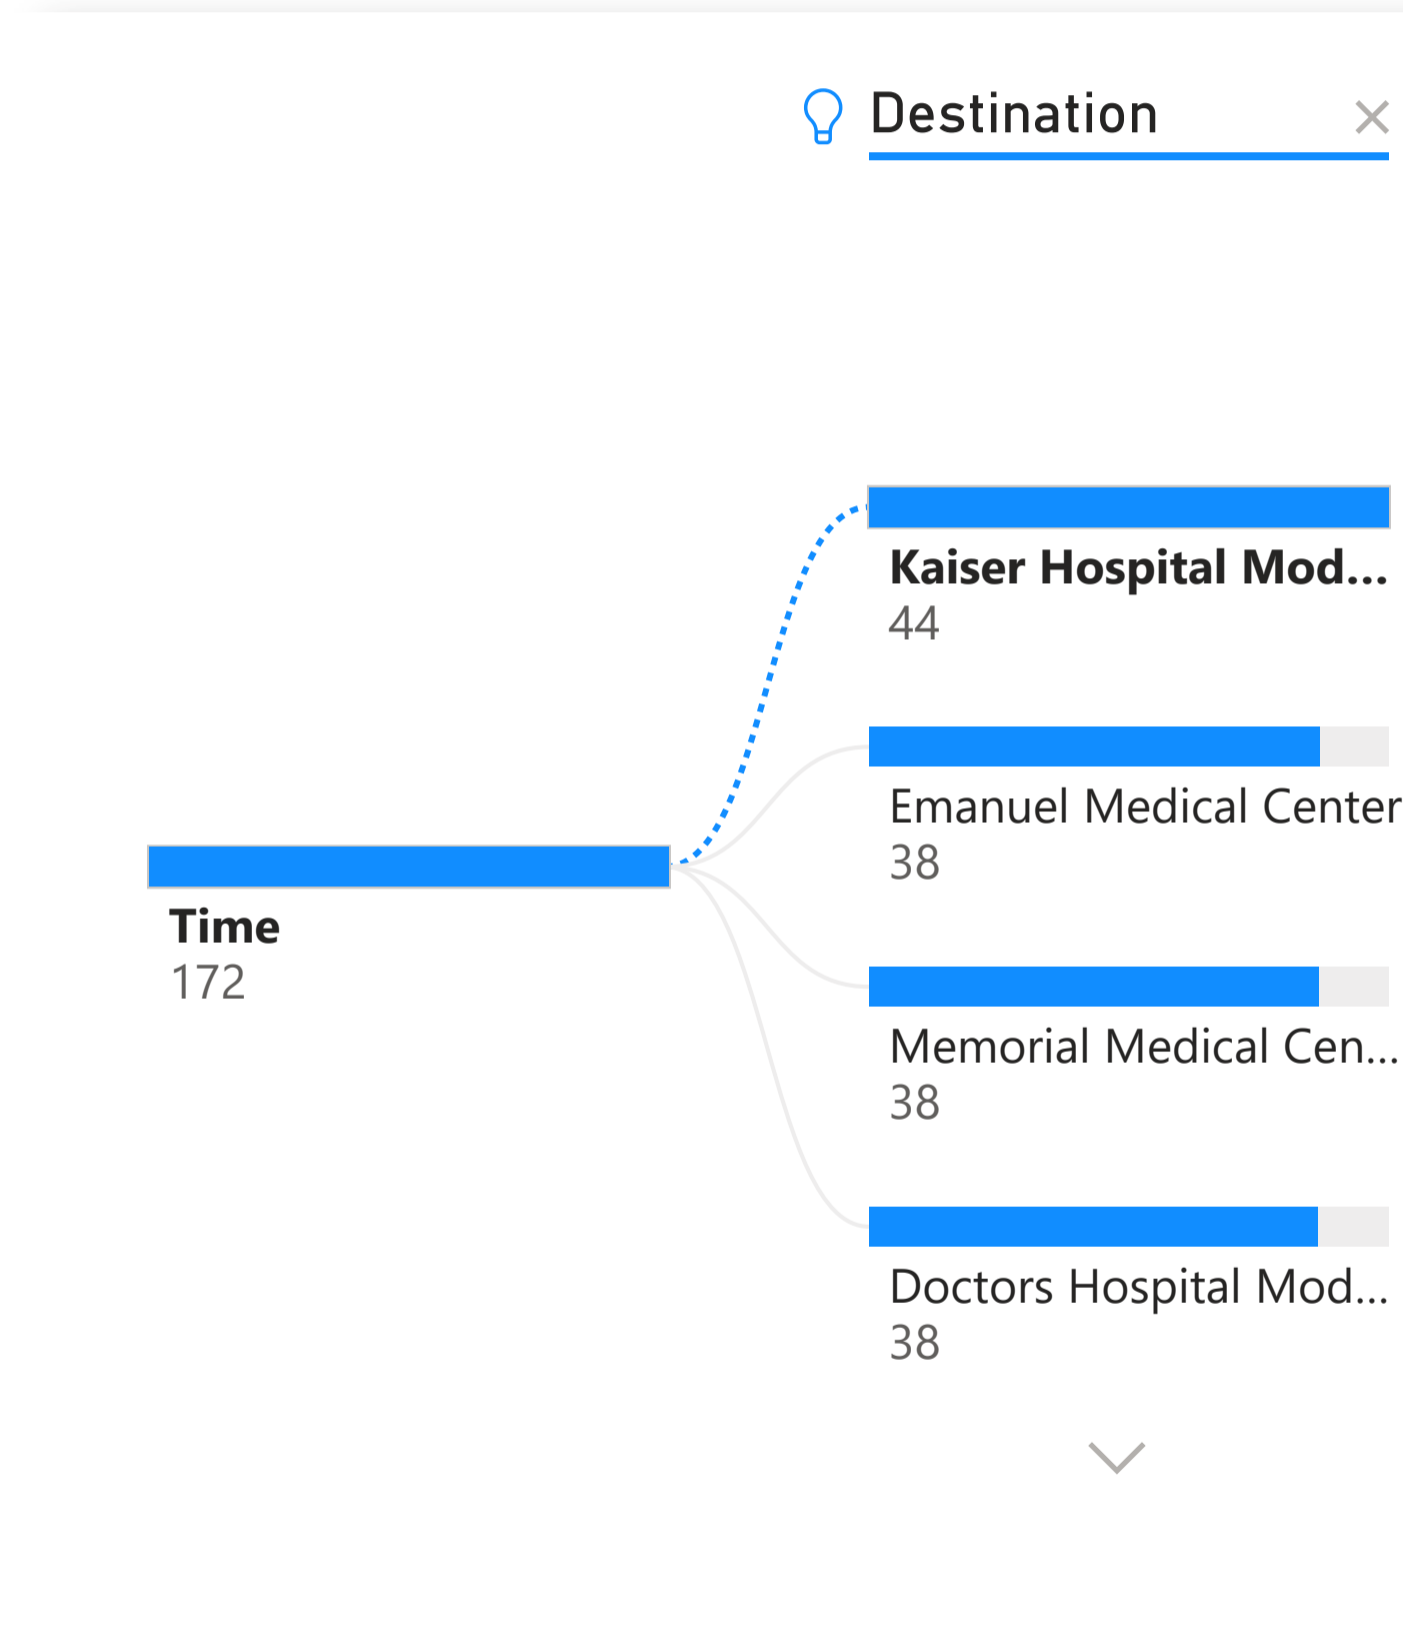 Destination
Kaiser Hospital Mod...
44
Emanuel Medical Center
38
Time
172
Memorial Medical Cen...
38
Doctors Hospital Mod...
38